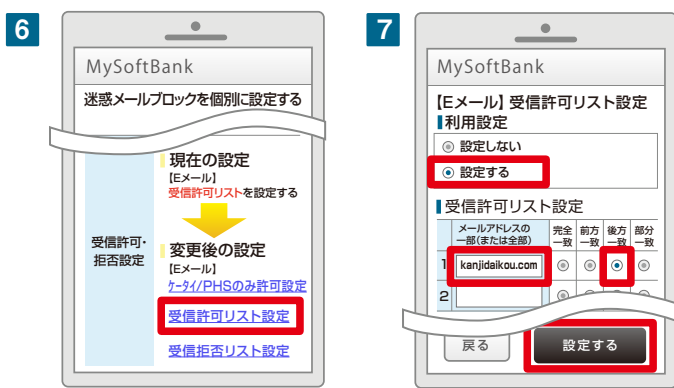 6
MySoftBank
迷惑メールブロックを個別に設定する
受信許可・
拒否設定
現在の設定
【Eメール】
受信許可リストを設定する
変更後の設定
【Eメール】
ケータイ/PHSのみ許可設定
受信許可リスト設定
受信拒否リスト設定
7
MySoftBank
【Eメール】受信許可リスト設定
利用設定
設定しない
設定する
受信許可リスト設定
メールアドレスの
一部(または全部)
完全
一致
前方
一致
後方
一致
部分
一致
1 kanjidaikou.com
2
戻る
設定する